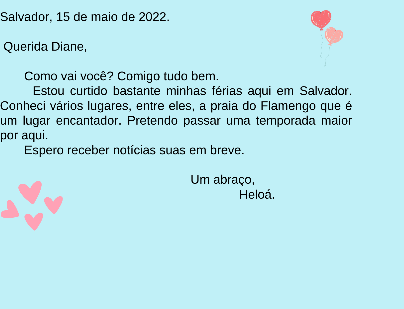 Salvador, 15 de maio de 2022.
Querida Diane,
Como vai você? Comigo tudo bem.
Estou curtido bastante minhas férias aqui em Salvador.
Conheci vários lugares, entre eles, a praia do Flamengo que é
um lugar encantador. Pretendo passar uma temporada maior
por aqui.
Espero receber notícias suas em breve.
Um abraço,
Heloá.